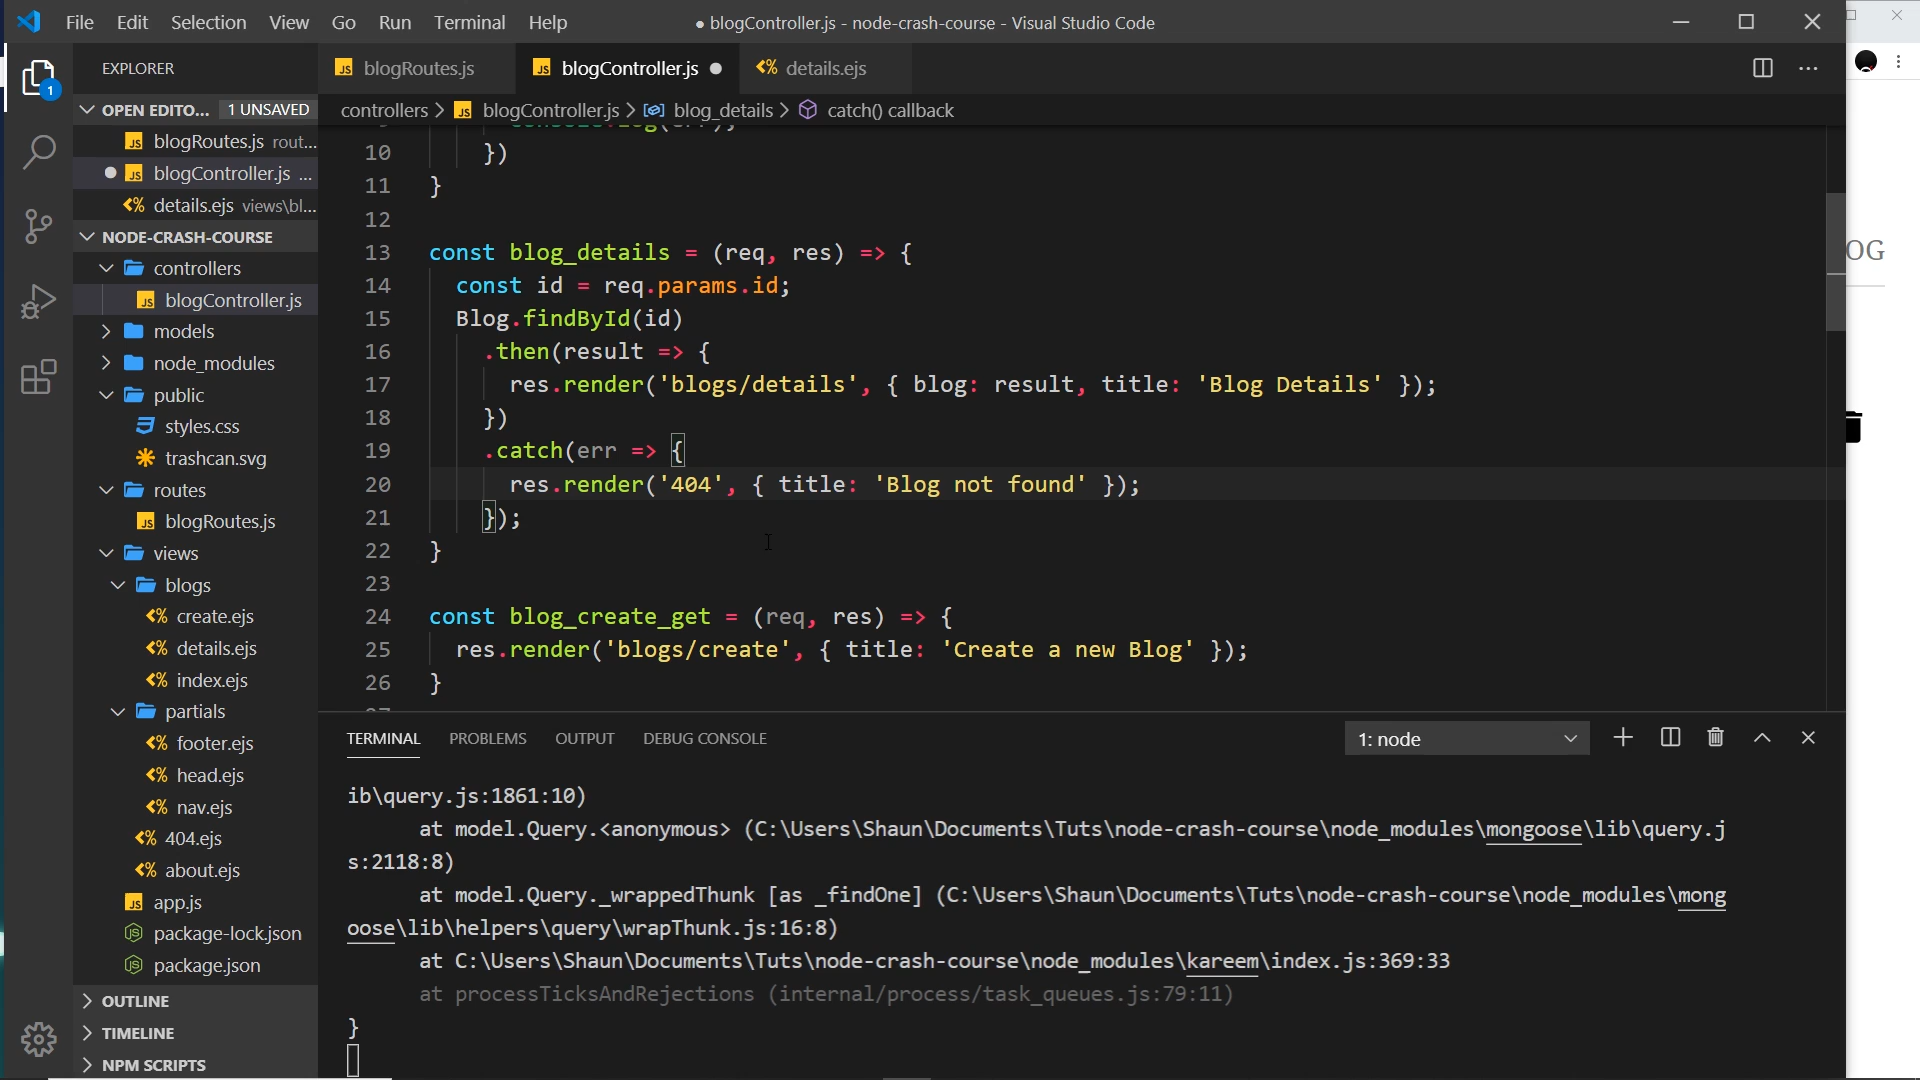 File Edit Selection View Go Run Terminal Help
● blogController.js - node-crash-course - Visual Studio Code
EXPLORER
JS blogRoutes.js
JS blogController.js ●
<% details.ejs
1
OPEN EDITO... 1 UNSAVED
controllers > JS blogController.js > blog_details > catch() callback
JS blogRoutes.js rout...
● JS blogController.js ...
<% details.ejs views\bl...
NODE-CRASH-COURSE
controllers
JS blogController.js
models
node_modules
public
styles.css
trashcan.svg
routes
JS blogRoutes.js
views
blogs
<% create.ejs
<% details.ejs
<% index.ejs
partials
<% footer.ejs
<% head.ejs
<% nav.ejs
<% 404.ejs
<% about.ejs
JS app.js
package-lock.json
package.json
OUTLINE
TIMELINE
NPM SCRIPTS
10 })
11 }
12
13 const blog_details = (req, res) => {
14 const id = req.params.id;
15 Blog.findById(id)
16 .then(result => {
17 res.render('blogs/details', { blog: result, title: 'Blog Details' });
18 })
19 .catch(err => {
20 res.render('404', { title: 'Blog not found' });
21 });
22 }
23
24 const blog_create_get = (req, res) => {
25 res.render('blogs/create', { title: 'Create a new Blog' });
26 }
TERMINAL PROBLEMS OUTPUT DEBUG CONSOLE
1: node
ib\query.js:1861:10)
at model.Query.<anonymous> (C:\Users\Shaun\Documents\Tuts\node-crash-course\node_modules\mongoose\lib\query.j
s:2118:8)
at model.Query._wrappedThunk [as _findOne] (C:\Users\Shaun\Documents\Tuts\node-crash-course\node_modules\mong
oose\lib\helpers\query\wrapThunk.js:16:8)
at C:\Users\Shaun\Documents\Tuts\node-crash-course\node_modules\kareem\index.js:369:33
at processTicksAndRejections (internal/process/task_queues.js:79:11)
}
OG